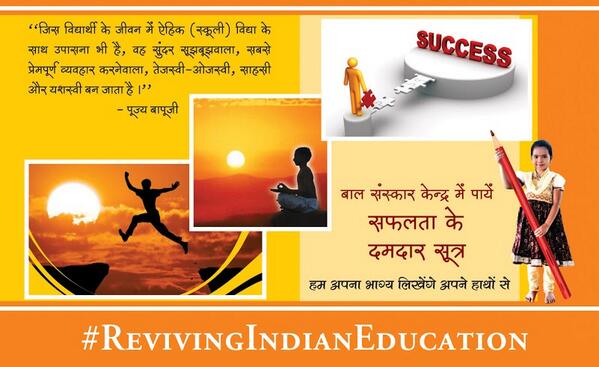 “जिस विद्यार्थी के जीवन में ऐहिक (स्कूली) विद्या के
साथ उपासना भी है, वह सुंदर सूझबूझवाला, सबसे
प्रेमपूर्ण व्यवहार करनेवाला, तेजस्वी-ओजस्वी, साहसी
और यशस्वी बन जाता है ।”
- पूज्य बापूजी
SUCCESS
बाल संस्कार केन्द्र में पायें
सफलता के
दमदार सूत्र
हम अपना भाग्य लिखेंगे अपने हाथों से
#RevivingIndianEducation